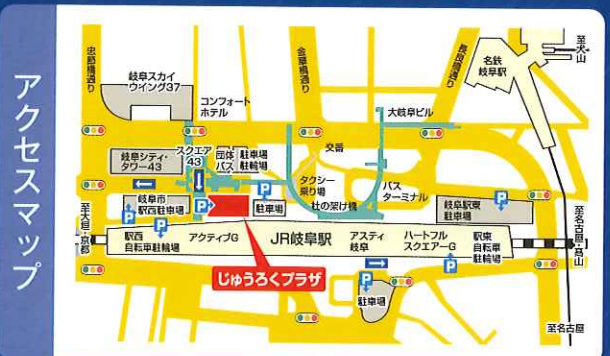 アクセスマップ
忠節橋通り
金華橋通り
長良橋通り
至犬山
名鉄
岐阜駅
岐阜スカイ
ウイング37
コンフォート
ホテル
大岐阜ビル
岐阜シティ・
タワー43
スクエア
43
団体
バス
駐車場
駐輪場
交番
タクシー
乗り場
バス
ターミナル
岐阜市
駅西駐車場
駐車場
杜の架け橋
岐阜駅東
駐車場
至大垣・京都
至名古屋・高山
駅西
自転車駐輪場
アクティブG
JR岐阜駅
アスティ
岐阜
ハートフル
スクエアーG
駅東
自転車
駐輪場
じゅうろくプラザ
駐車場
至名古屋
P
P
P
P
P
P
P